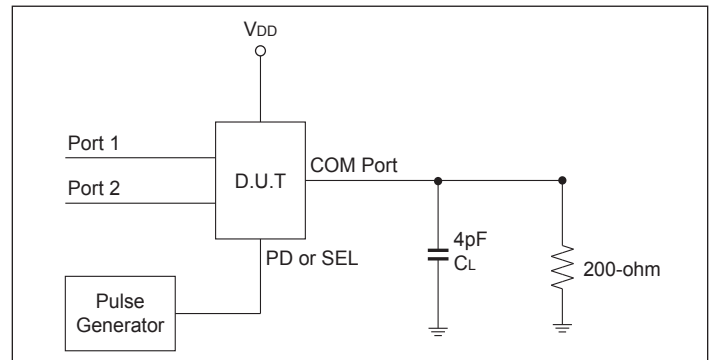 VDD
Port 1
Port 2
D.U.T
COM Port
PD or SEL
4pF
CL
200-ohm
Pulse
Generator